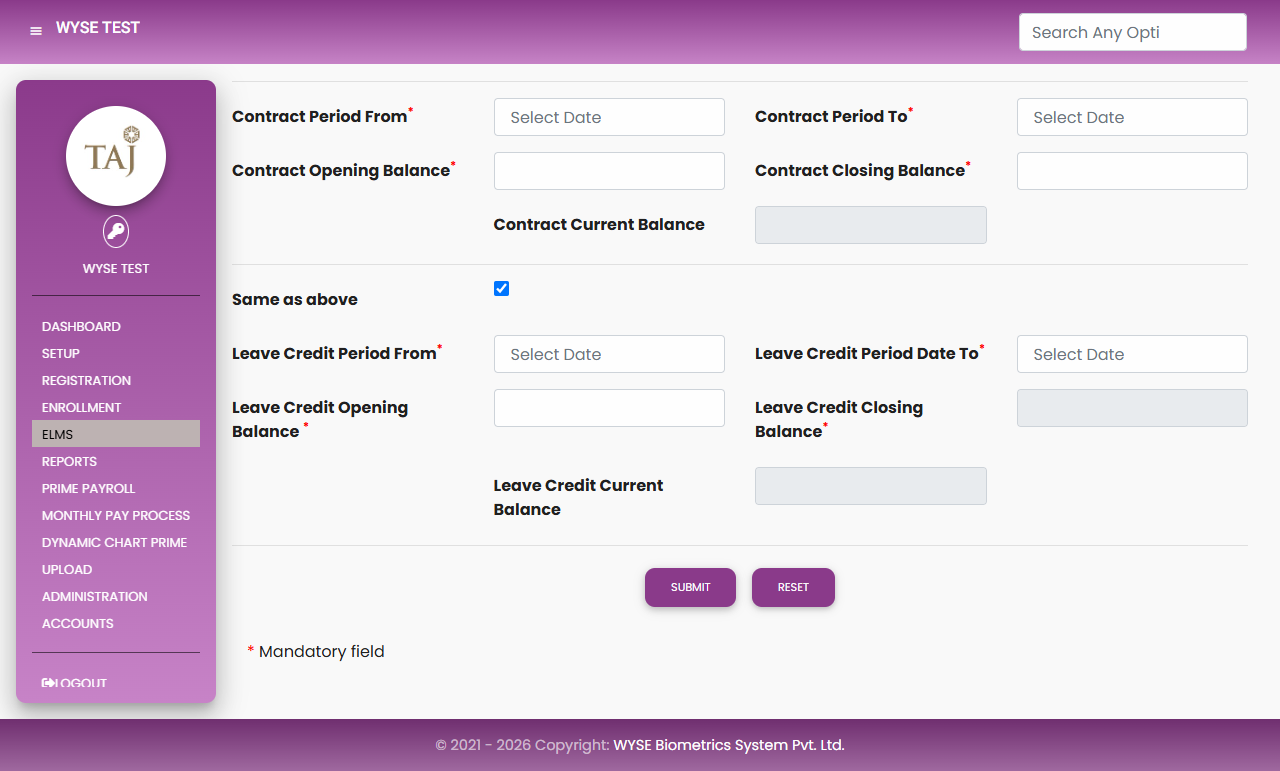 WYSE TEST
Search Any Opti
TAJ
WYSE TEST
DASHBOARD
SETUP
REGISTRATION
ENROLLMENT
ELMS
REPORTS
PRIME PAYROLL
MONTHLY PAY PROCESS
DYNAMIC CHART PRIME
UPLOAD
ADMINISTRATION
ACCOUNTS
LOGOUT
Contract Period From*
Select Date
Contract Period To*
Select Date
Contract Opening Balance*
Contract Closing Balance*
Contract Current Balance
Same as above
Leave Credit Period From*
Select Date
Leave Credit Period Date To*
Select Date
Leave Credit Opening
Balance *
Leave Credit Closing
Balance*
Leave Credit Current
Balance
SUBMIT
RESET
* Mandatory field
© 2021 - 2026 Copyright: WYSE Biometrics System Pvt. Ltd.